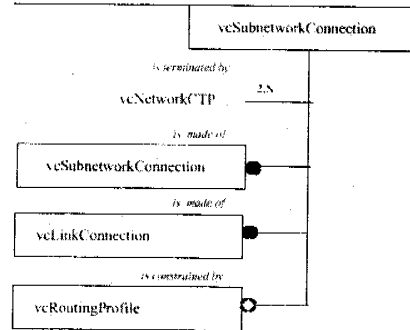 vcSubnetworkConnection
is terminated by
vcNetworkCTP
2,N
is made of
vcSubnetworkConnection
is made of
vcLinkConnection
is constrained by
vcRoutingProfile